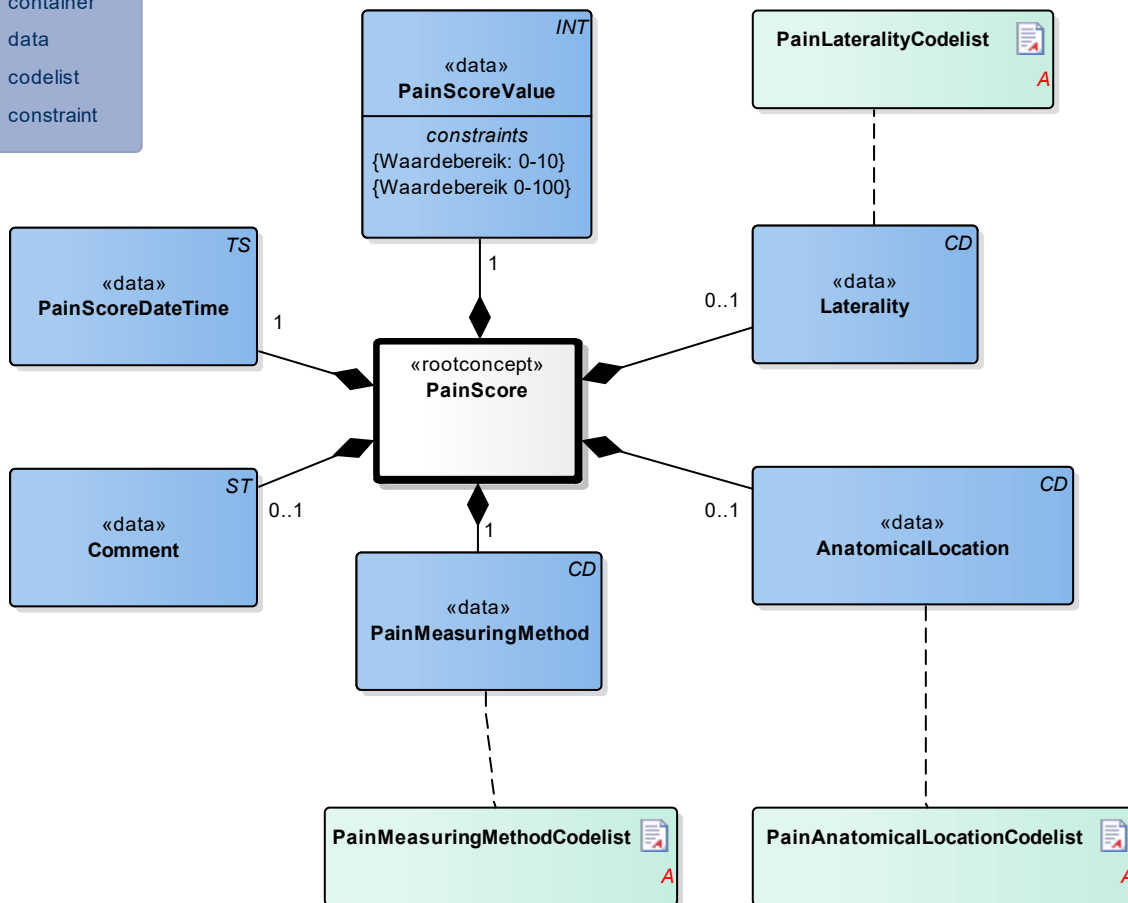 container
data
codelist
constraint
INT
«data»
PainScoreValue
constraints
{Waardebereik: 0-10}
{Waardebereik 0-100}
PainLateralityCodelist
A
TS
«data»
PainScoreDateTime
1
1
CD
«data»
Laterality
0..1
«rootconcept»
PainScore
ST
«data»
Comment
0..1
1
CD
«data»
AnatomicalLocation
0..1
CD
«data»
PainMeasuringMethod
PainMeasuringMethodCodelist
A
PainAnatomicalLocationCodelist
A